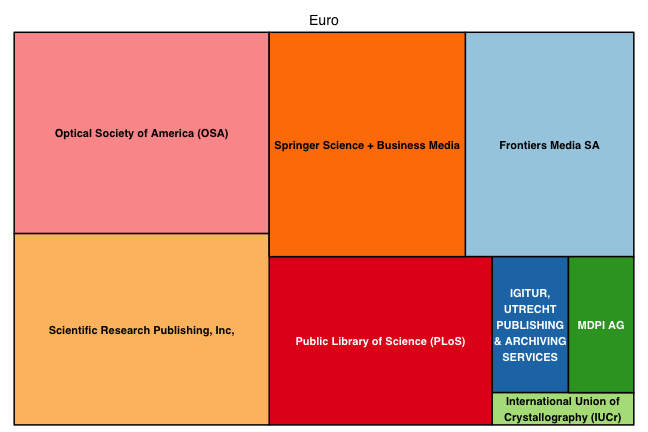 Euro
Optical Society of America (OSA)
Springer Science + Business Media
Frontiers Media SA
Scientific Research Publishing, Inc,
Public Library of Science (PLoS)
IGITUR,
UTRECHT
PUBLISHING
& ARCHIVING
SERVICES
MDPI AG
International Union of
Crystallography (IUCr)